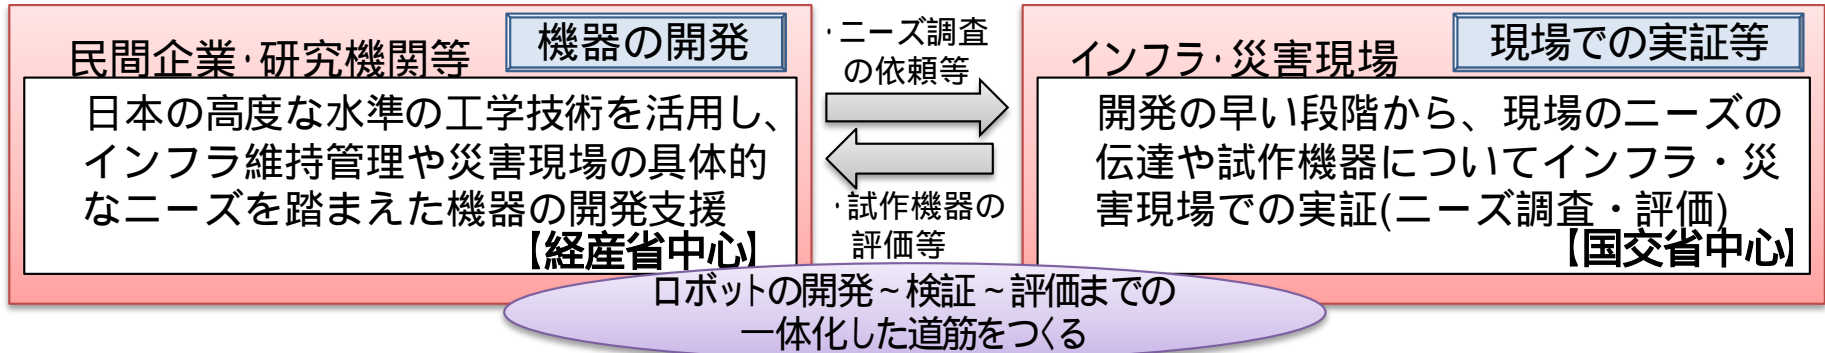 民間企業・研究機関等
機器の開発
日本の高度な水準の工学技術を活用し、
インフラ維持管理や災害現場の具体的
なニーズを踏まえた機器の開発支援
【経産省中心】
・ニーズ調査
の依頼等
・試作機器の
評価等
インフラ・災害現場
現場での実証等
開発の早い段階から、現場のニーズの
伝達や試作機器についてインフラ・災
害現場での実証(ニーズ調査・評価)
【国交省中心】
ロボットの開発~検証~評価までの
一体化した道筋をつくる